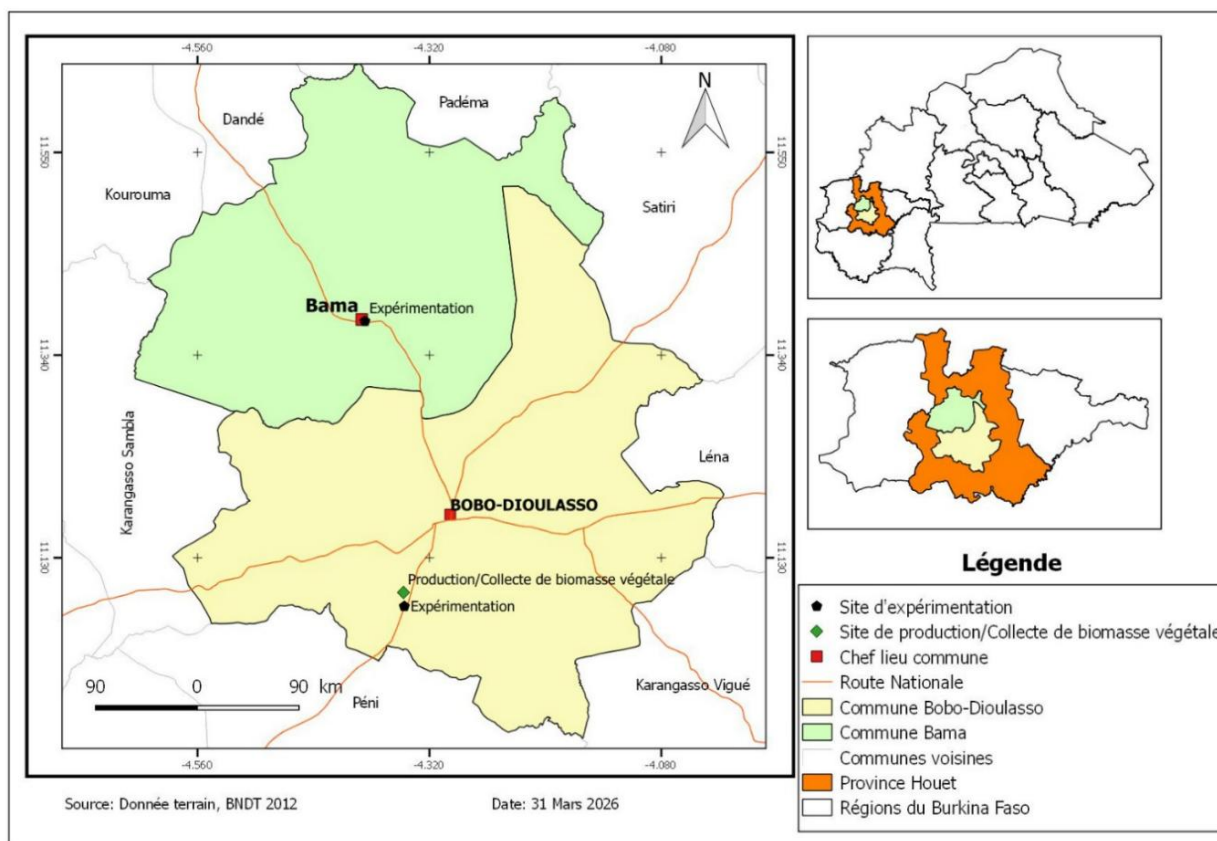 -4.560
-4.320
-4.080
N
Dandé
Padéma
11.550
11.550
Kourouma
Satiri
Bama
Expérimentation
11.340
11.340
Karangasso Sambla
Léna
BOBO-DIOULASSO
11.130
11.130
Production/Collecte de biomasse végétale
Expérimentation
90 0 90 km
Péni
Karangasso Vigué
-4.560
-4.320
-4.080
Source: Donnée terrain, BNDT 2012
Date: 31 Mars 2026
Légende
Site d'expérimentation
Site de production/Collecte de biomasse végétale
Chef lieu commune
Route Nationale
Commune Bobo-Dioulasso
Commune Bama
Communes voisines
Province Houet
Régions du Burkina Faso